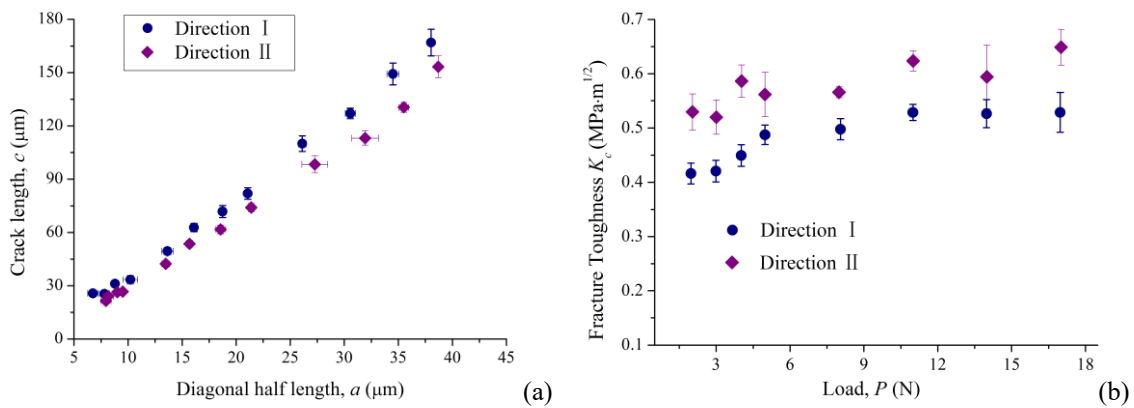 Direction Ⅰ
Direction Ⅱ
180
150
120
90
60
30
0
Crack length, c (μm)
5 10 15 20 25 30 35 40 45
Diagonal half length, a (μm)
(a)
0.7
0.6
0.5
0.4
0.3
0.2
0.1
Fracture Toughness K_c (MPa·m^1/2)
Direction Ⅰ
Direction Ⅱ
3 6 9 12 15 18
Load, P (N)
(b)